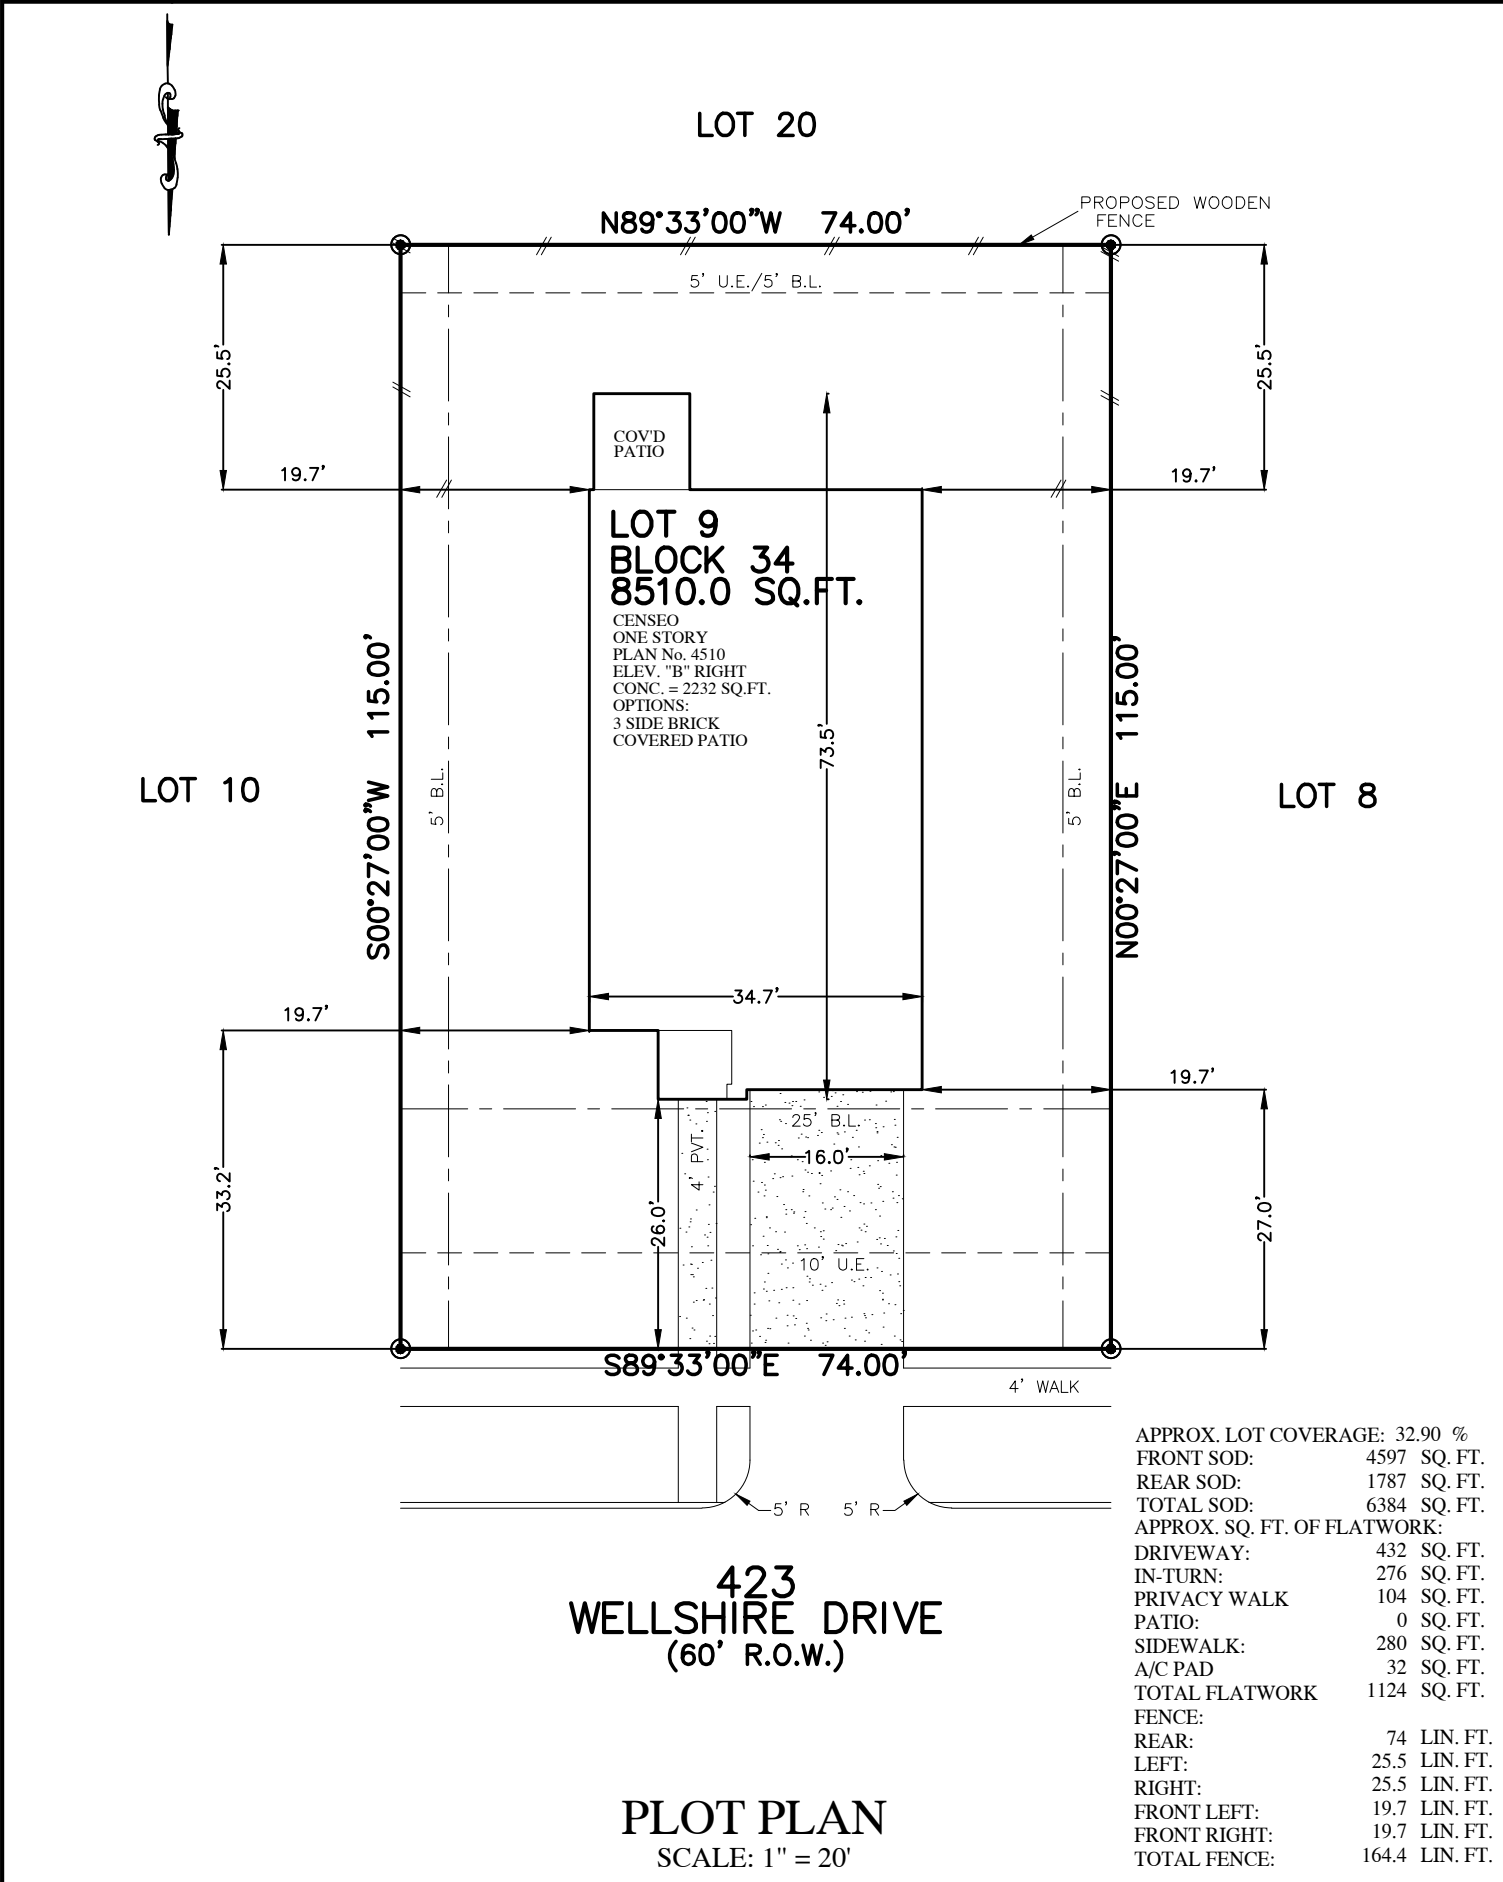 LOT 20
PROPOSED WOODEN
FENCE
N89°33'00"W 74.00'
5' U.E./5' B.L.
25.5'
25.5'
COV'D
PATIO
19.7'
19.7'
LOT 9
BLOCK 34
8510.0 SQ.FT.
CENSEO
ONE STORY
PLAN No. 4510
ELEV. "B" RIGHT
CONC. = 2232 SQ.FT.
OPTIONS:
3 SIDE BRICK
COVERED PATIO
S00°27'00"W 115.00'
N00°27'00"E 115.00'
73.5'
LOT 10
5' B.L.
5' B.L.
LOT 8
34.7'
19.7'
19.7'
25' B.L.
4' PVT.
16.0'
33.2'
26.0'
27.0'
10' U.E.
S89°33'00"E 74.00'
4' WALK
5' R 5' R
423
WELLSHIRE DRIVE
(60' R.O.W.)
APPROX. LOT COVERAGE: 32.90 %
FRONT SOD: 4597 SQ. FT.
REAR SOD: 1787 SQ. FT.
TOTAL SOD: 6384 SQ. FT.
APPROX. SQ. FT. OF FLATWORK:
DRIVEWAY: 432 SQ. FT.
IN-TURN: 276 SQ. FT.
PRIVACY WALK 104 SQ. FT.
PATIO: 0 SQ. FT.
SIDEWALK: 280 SQ. FT.
A/C PAD 32 SQ. FT.
TOTAL FLATWORK 1124 SQ. FT.
FENCE:
REAR: 74 LIN. FT.
LEFT: 25.5 LIN. FT.
RIGHT: 25.5 LIN. FT.
FRONT LEFT: 19.7 LIN. FT.
FRONT RIGHT: 19.7 LIN. FT.
TOTAL FENCE: 164.4 LIN. FT.
PLOT PLAN
SCALE: 1" = 20'